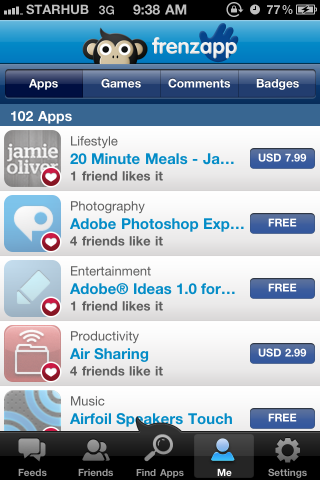 STARHUB 3G 9:38 AM 77%
frenzapp
Apps Games Comments Badges
102 Apps
jamie
oliver
Lifestyle
20 Minute Meals - Ja...
1 friend likes it
USD 7.99
Photography
Adobe Photoshop Exp...
4 friends like it
FREE
Entertainment
Adobe® Ideas 1.0 for...
1 friend likes it
FREE
Productivity
Air Sharing
4 friends like it
USD 2.99
Music
Airfoil Speakers Touch
FREE
Feeds Friends Find Apps Me Settings